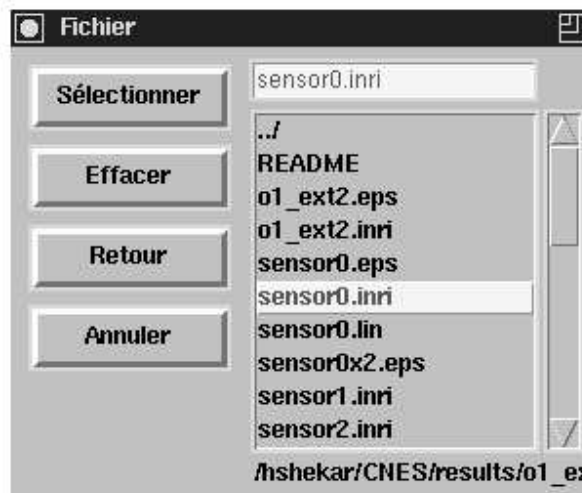 Fichier
Sélectionner
Effacer
Retour
Annuler
sensor0.inri
../
README
o1_ext2.eps
o1_ext2.inri
sensor0.eps
sensor0.inri
sensor0.lin
sensor0x2.eps
sensor1.inri
sensor2.inri
/hshekar/CNES/results/o1_ex